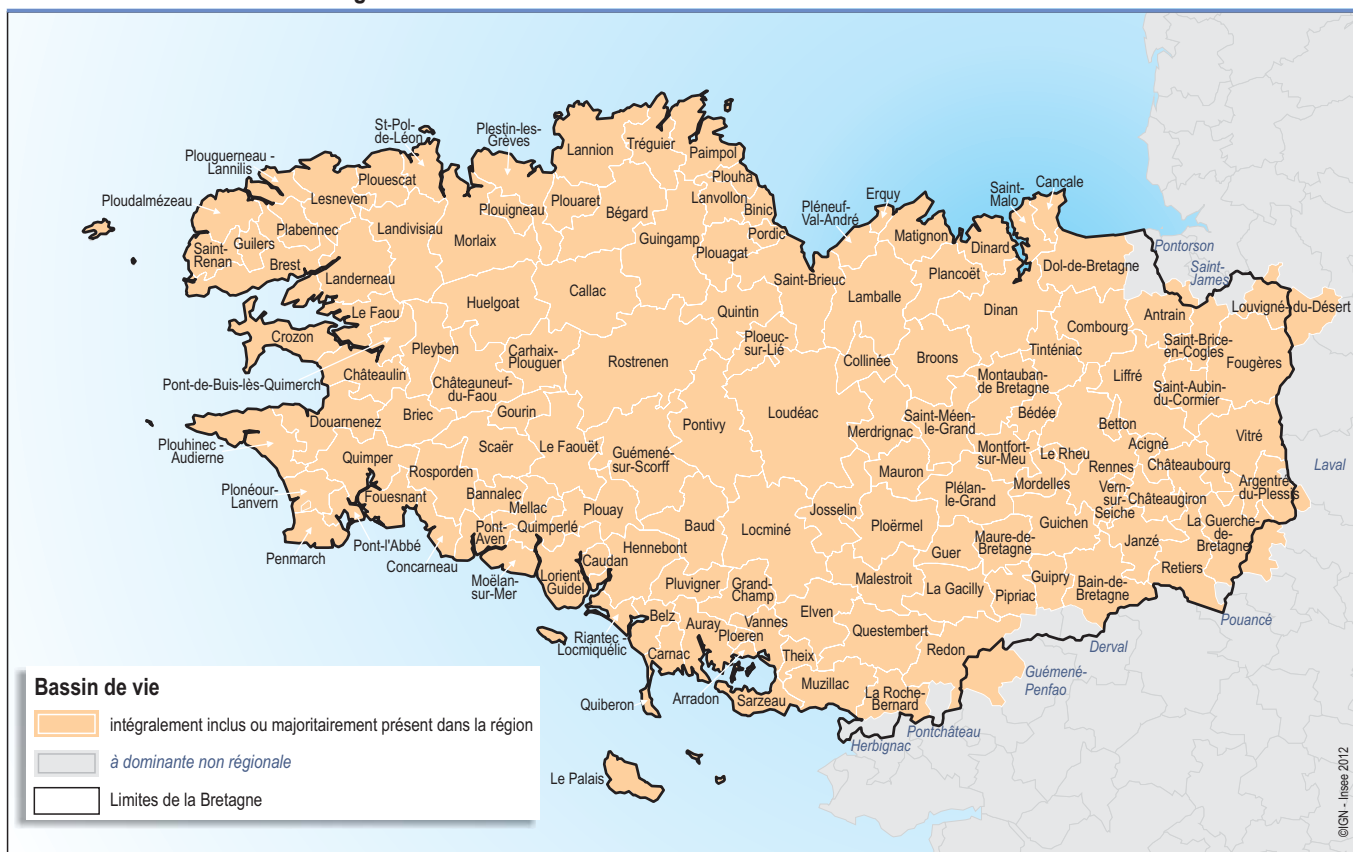 St-Pol-
de-Léon
Plestin-les-
Grèves
Lannion
Tréguier
Paimpol
Plouguerneau -
Lannilis
Plouescat
Plouha
Ploudalmézeau
Lesneven
Plouigneau
Plouaret
Bégard
Lanvollon
Binic
Pléneuf-
Val-André
Erquy
Saint-
Malo
Cancale
Plabennec
Landivisiau
Morlaix
Guingamp
Pordic
Matignon
Dinard
Pontorson
Saint-
Renan
Guilers
Brest
Plouagat
Saint-
James
Landerneau
Saint-Brieuc
Plancoët
Dol-de-Bretagne
Huelgoat
Callac
Lamballe
Louvigné-du-Désert
Le Faou
Quintin
Dinan
Antrain
Crozon
Pleyben
Carhaix-
Plouguer
Rostrenen
Ploeuc-
sur-Lié
Collinée
Broons
Combourg
Tinténiac
Saint-Brice-
en-Cogles
Fougères
Pont-de-Buis-lès-Quimerch
Châteaulin
Châteauneuf-
du-Faou
Montauban-
de Bretagne
Liffré
Saint-Aubin-
du-Cormier
Douarnenez
Briec
Gourin
Loudéac
Saint-Méen-
le-Grand
Bédée
Betton
Plouhinec -
Audierne
Quimper
Scaër
Le Faouët
Pontivy
Merdrignac
Montfort-
sur-Meu
Le Rheu
Acigné
Vitré
Guémené-
sur-Scorff
Mauron
Rennes
Châteaubourg
Laval
Plonéour-
Lanvern
Rosporden
Plélan-
le-Grand
Mordelles
Vern-
sur-
Seiche
Châteaugiron
Argentré-
du-Plessis
Fouesnant
Bannalec
Mellac
Plouay
Baud
Locminé
Josselin
Ploërmel
Guichen
La Guerche-
de-
Bretagne
Penmarch
Pont-l'Abbé
Concarneau
Pont-
Aven
Quimperlé
Hennebont
Maure-de-
Bretagne
Janzé
Moëlan-
sur-Mer
Lorient
Guidel
Caudan
Pluvigner
Grand-
Champ
Malestroit
Guer
La Gacilly
Guipry
Pipriac
Bain-de-
Bretagne
Retiers
Riantec -
Locmiquélic
Belz
Auray
Vannes
Ploeren
Elven
Questembert
Redon
Pouancé
Derval
Carnac
Theix
Guémené-
Penfao
Quiberon
Arradon
Sarzeau
Muzillac
La Roche-
Bernard
Pontchâteau
Herbignac
Le Palais
Bassin de vie
intégralement inclus ou majoritairement présent dans la région
à dominante non régionale
Limites de la Bretagne
©IGN - Insee 2012